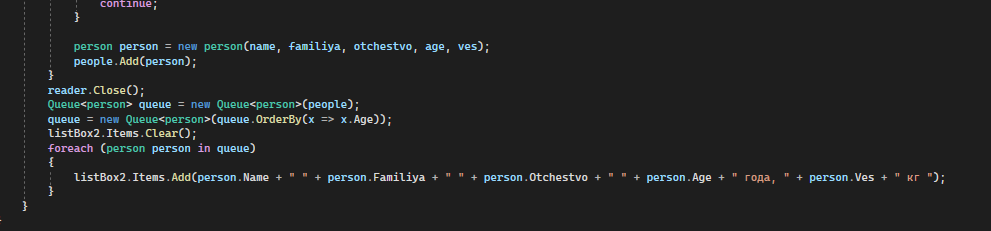 continue;
}
person person = new person(name, familiya, otchestvo, age, ves);
people.Add(person);
}
reader.Close();
Queue<person> queue = new Queue<person>(people);
queue = new Queue<person>(queue.OrderBy(x => x.Age));
listBox2.Items.Clear();
foreach (person person in queue)
{
listBox2.Items.Add(person.Name + " " + person.Familiya + " " + person.Otchestvo + " " + person.Age + " года, " + person.Ves + " кг ");
}
}